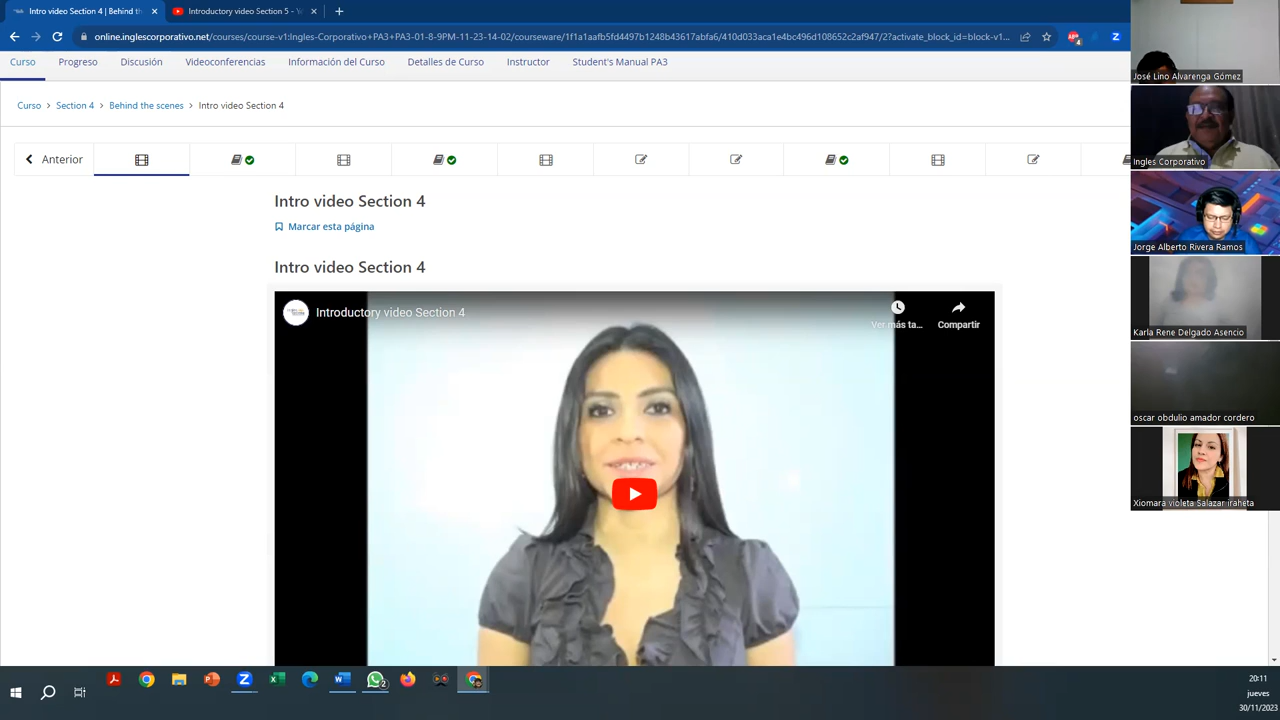 Intro video Section 4 | Behind th
Introductory video Section 5 - Y
online.inglescorporativo.net/courses/course-v1:Ingles-Corporativo+PA3+PA3-01-8-9PM-11-23-14-02/courseware/1f1a1aafb5fd4497b1248b43617abfa6/410d033aca1e4bc496d108652c2af947/2?activate_block_id=block-v1...
4
Curso
Progreso
Discusión
Videoconferencias
Información del Curso
Detalles de Curso
Instructor
Student's Manual PA3
Curso > Section 4 > Behind the scenes > Intro video Section 4
Anterior
Intro video Section 4
Marcar esta página
Intro video Section 4
Introductory video Section 4
Ver más ta...
Compartir
José Lino Alvarenga Gómez
Ingles Corporativo
Jorge Alberto Rivera Ramos
Karla Rene Delgado Asencio
oscar obdulio amador cordero
Xiomara violeta Salazar iraheta
2
20:11
jueves
30/11/2023